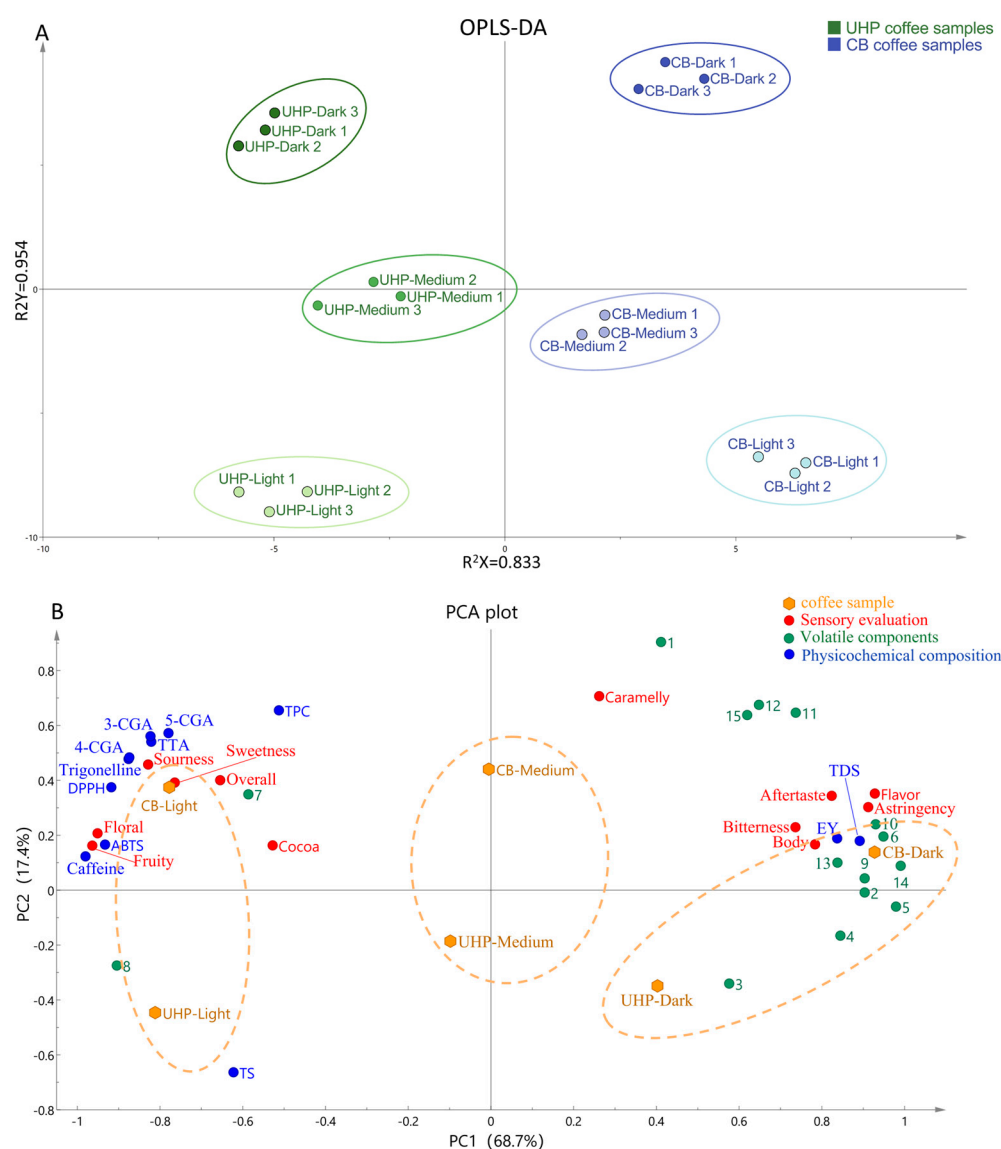 A
OPLS-DA
UHP coffee samples
CB coffee samples
CB-Dark 1
CB-Dark 2
CB-Dark 3
UHP-Dark 3
UHP-Dark 1
UHP-Dark 2
R2Y=0.954
0
UHP-Medium 2
UHP-Medium 1
UHP-Medium 3
CB-Medium 1
CB-Medium 3
CB-Medium 2
CB-Light 3
CB-Light 1
CB-Light 2
UHP-Light 1
UHP-Light 2
UHP-Light 3
-10
-10
-5
0
5
R²X=0.833
B
PCA plot
coffee sample
Sensory evaluation
Volatile components
Physicochemical composition
0.8
0.6
0.4
0.2
0
-0.2
-0.4
-0.6
-0.8
PC2 (17.4%)
1
Caramelly
TPC
12
15
11
3-CGA
5-CGA
TTA
4-CGA
Sourness
Sweetness
Trigonelline
DPPH
CB-Light
Overall
7
CB-Medium
TDS
Aftertaste
Flavor
Astringency
Bitterness
EY
10
6
Body
Floral
ABTS
Fruity
Caffeine
Cocoa
CB-Dark
13
9
14
2
5
4
UHP-Medium
8
UHP-Light
UHP-Dark
3
TS
-1
-0.8
-0.6
-0.4
-0.2
0
0.2
0.4
0.6
0.8
1
PC1 (68.7%)